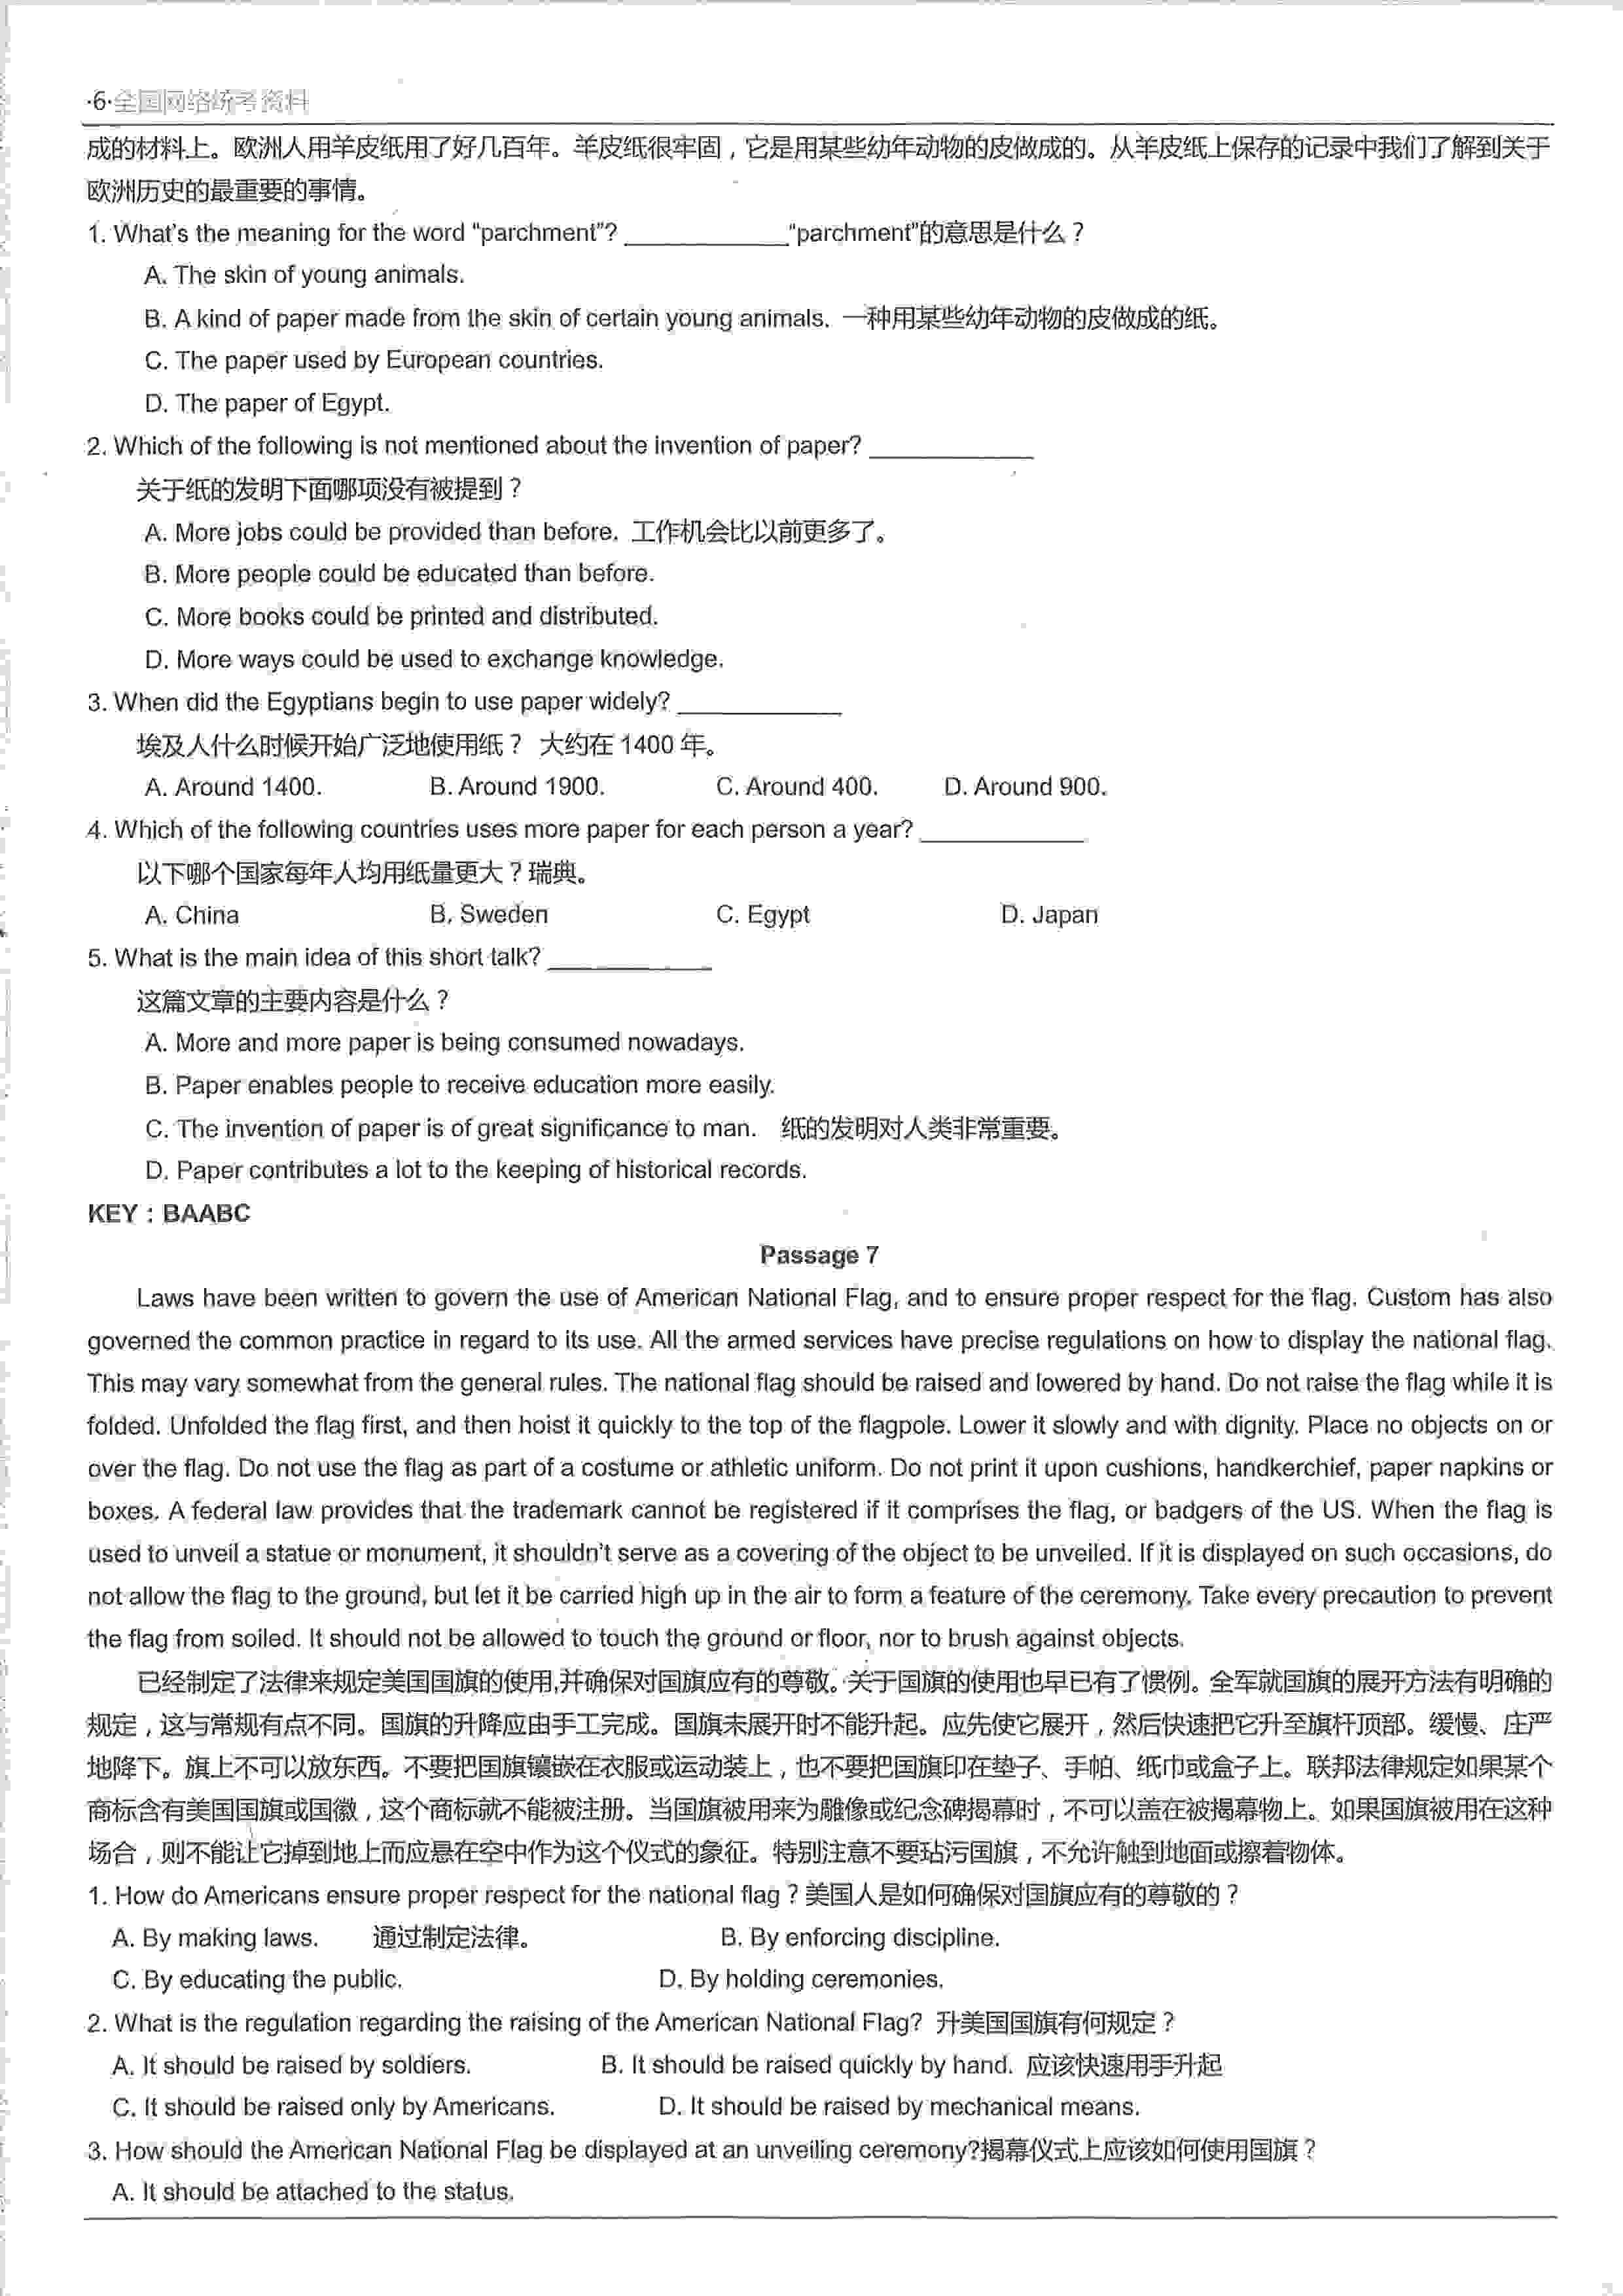 ·6·全国网络统考资料
成的材料上。欧洲人用羊皮纸用了好几百年。羊皮纸很牢固，它是用某些幼年动物的皮做成的。从羊皮纸上保存的记录中我们了解到关于
欧洲历史的最重要的事情。
1. What's the meaning for the word “parchment”? ____________“parchment”的意思是什么？
A. The skin of young animals.
B. A kind of paper made from the skin of certain young animals. 一种用某些幼年动物的皮做成的纸。
C. The paper used by European countries.
D. The paper of Egypt.
2. Which of the following is not mentioned about the invention of paper? ____________
关于纸的发明下面哪项没有被提到？
A. More jobs could be provided than before. 工作机会比以前更多了。
B. More people could be educated than before.
C. More books could be printed and distributed.
D. More ways could be used to exchange knowledge.
3. When did the Egyptians begin to use paper widely? ____________
埃及人什么时候开始广泛地使用纸？ 大约在 1400 年。
A. Around 1400. B. Around 1900. C. Around 400. D. Around 900.
4. Which of the following countries uses more paper for each person a year? ____________
以下哪个国家每年人均用纸量更大？瑞典。
A. China B. Sweden C. Egypt D. Japan
5. What is the main idea of this short talk? ____________
这篇文章的主要内容是什么？
A. More and more paper is being consumed nowadays.
B. Paper enables people to receive education more easily.
C. The invention of paper is of great significance to man. 纸的发明对人类非常重要。
D. Paper contributes a lot to the keeping of historical records.
KEY：BAABC
Passage 7
Laws have been written to govern the use of American National Flag, and to ensure proper respect for the flag. Custom has also
governed the common practice in regard to its use. All the armed services have precise regulations on how to display the national flag.
This may vary somewhat from the general rules. The national flag should be raised and lowered by hand. Do not raise the flag while it is
folded. Unfolded the flag first, and then hoist it quickly to the top of the flagpole. Lower it slowly and with dignity. Place no objects on or
over the flag. Do not use the flag as part of a costume or athletic uniform. Do not print it upon cushions, handkerchief, paper napkins or
boxes. A federal law provides that the trademark cannot be registered if it comprises the flag, or badgers of the US. When the flag is
used to unveil a statue or monument, it shouldn't serve as a covering of the object to be unveiled. If it is displayed on such occasions, do
not allow the flag to the ground, but let it be carried high up in the air to form a feature of the ceremony. Take every precaution to prevent
the flag from soiled. It should not be allowed to touch the ground or floor, nor to brush against objects.
已经制定了法律来规定美国国旗的使用,并确保对国旗应有的尊敬。关于国旗的使用也早已有了惯例。全军就国旗的展开方法有明确的
规定，这与常规有点不同。国旗的升降应由手工完成。国旗未展开时不能升起。应先使它展开，然后快速把它升至旗杆顶部。缓慢、庄严
地降下。旗上不可以放东西。不要把国旗镶嵌在衣服或运动装上，也不要把国旗印在垫子、手帕、纸巾或盒子上。联邦法律规定如果某个
商标含有美国国旗或国徽，这个商标就不能被注册。当国旗被用来为雕像或纪念碑揭幕时，不可以盖在被揭幕物上。如果国旗被用在这种
场合，则不能让它掉到地上而应悬在空中作为这个仪式的象征。特别注意不要玷污国旗，不允许触到地面或擦着物体。
1. How do Americans ensure proper respect for the national flag？美国人是如何确保对国旗应有的尊敬的？
A. By making laws. 通过制定法律。 B. By enforcing discipline.
C. By educating the public. D. By holding ceremonies.
2. What is the regulation regarding the raising of the American National Flag? 升美国国旗有何规定？
A. It should be raised by soldiers. B. It should be raised quickly by hand. 应该快速用手升起
C. It should be raised only by Americans. D. It should be raised by mechanical means.
3. How should the American National Flag be displayed at an unveiling ceremony?揭幕仪式上应该如何使用国旗？
A. It should be attached to the status.